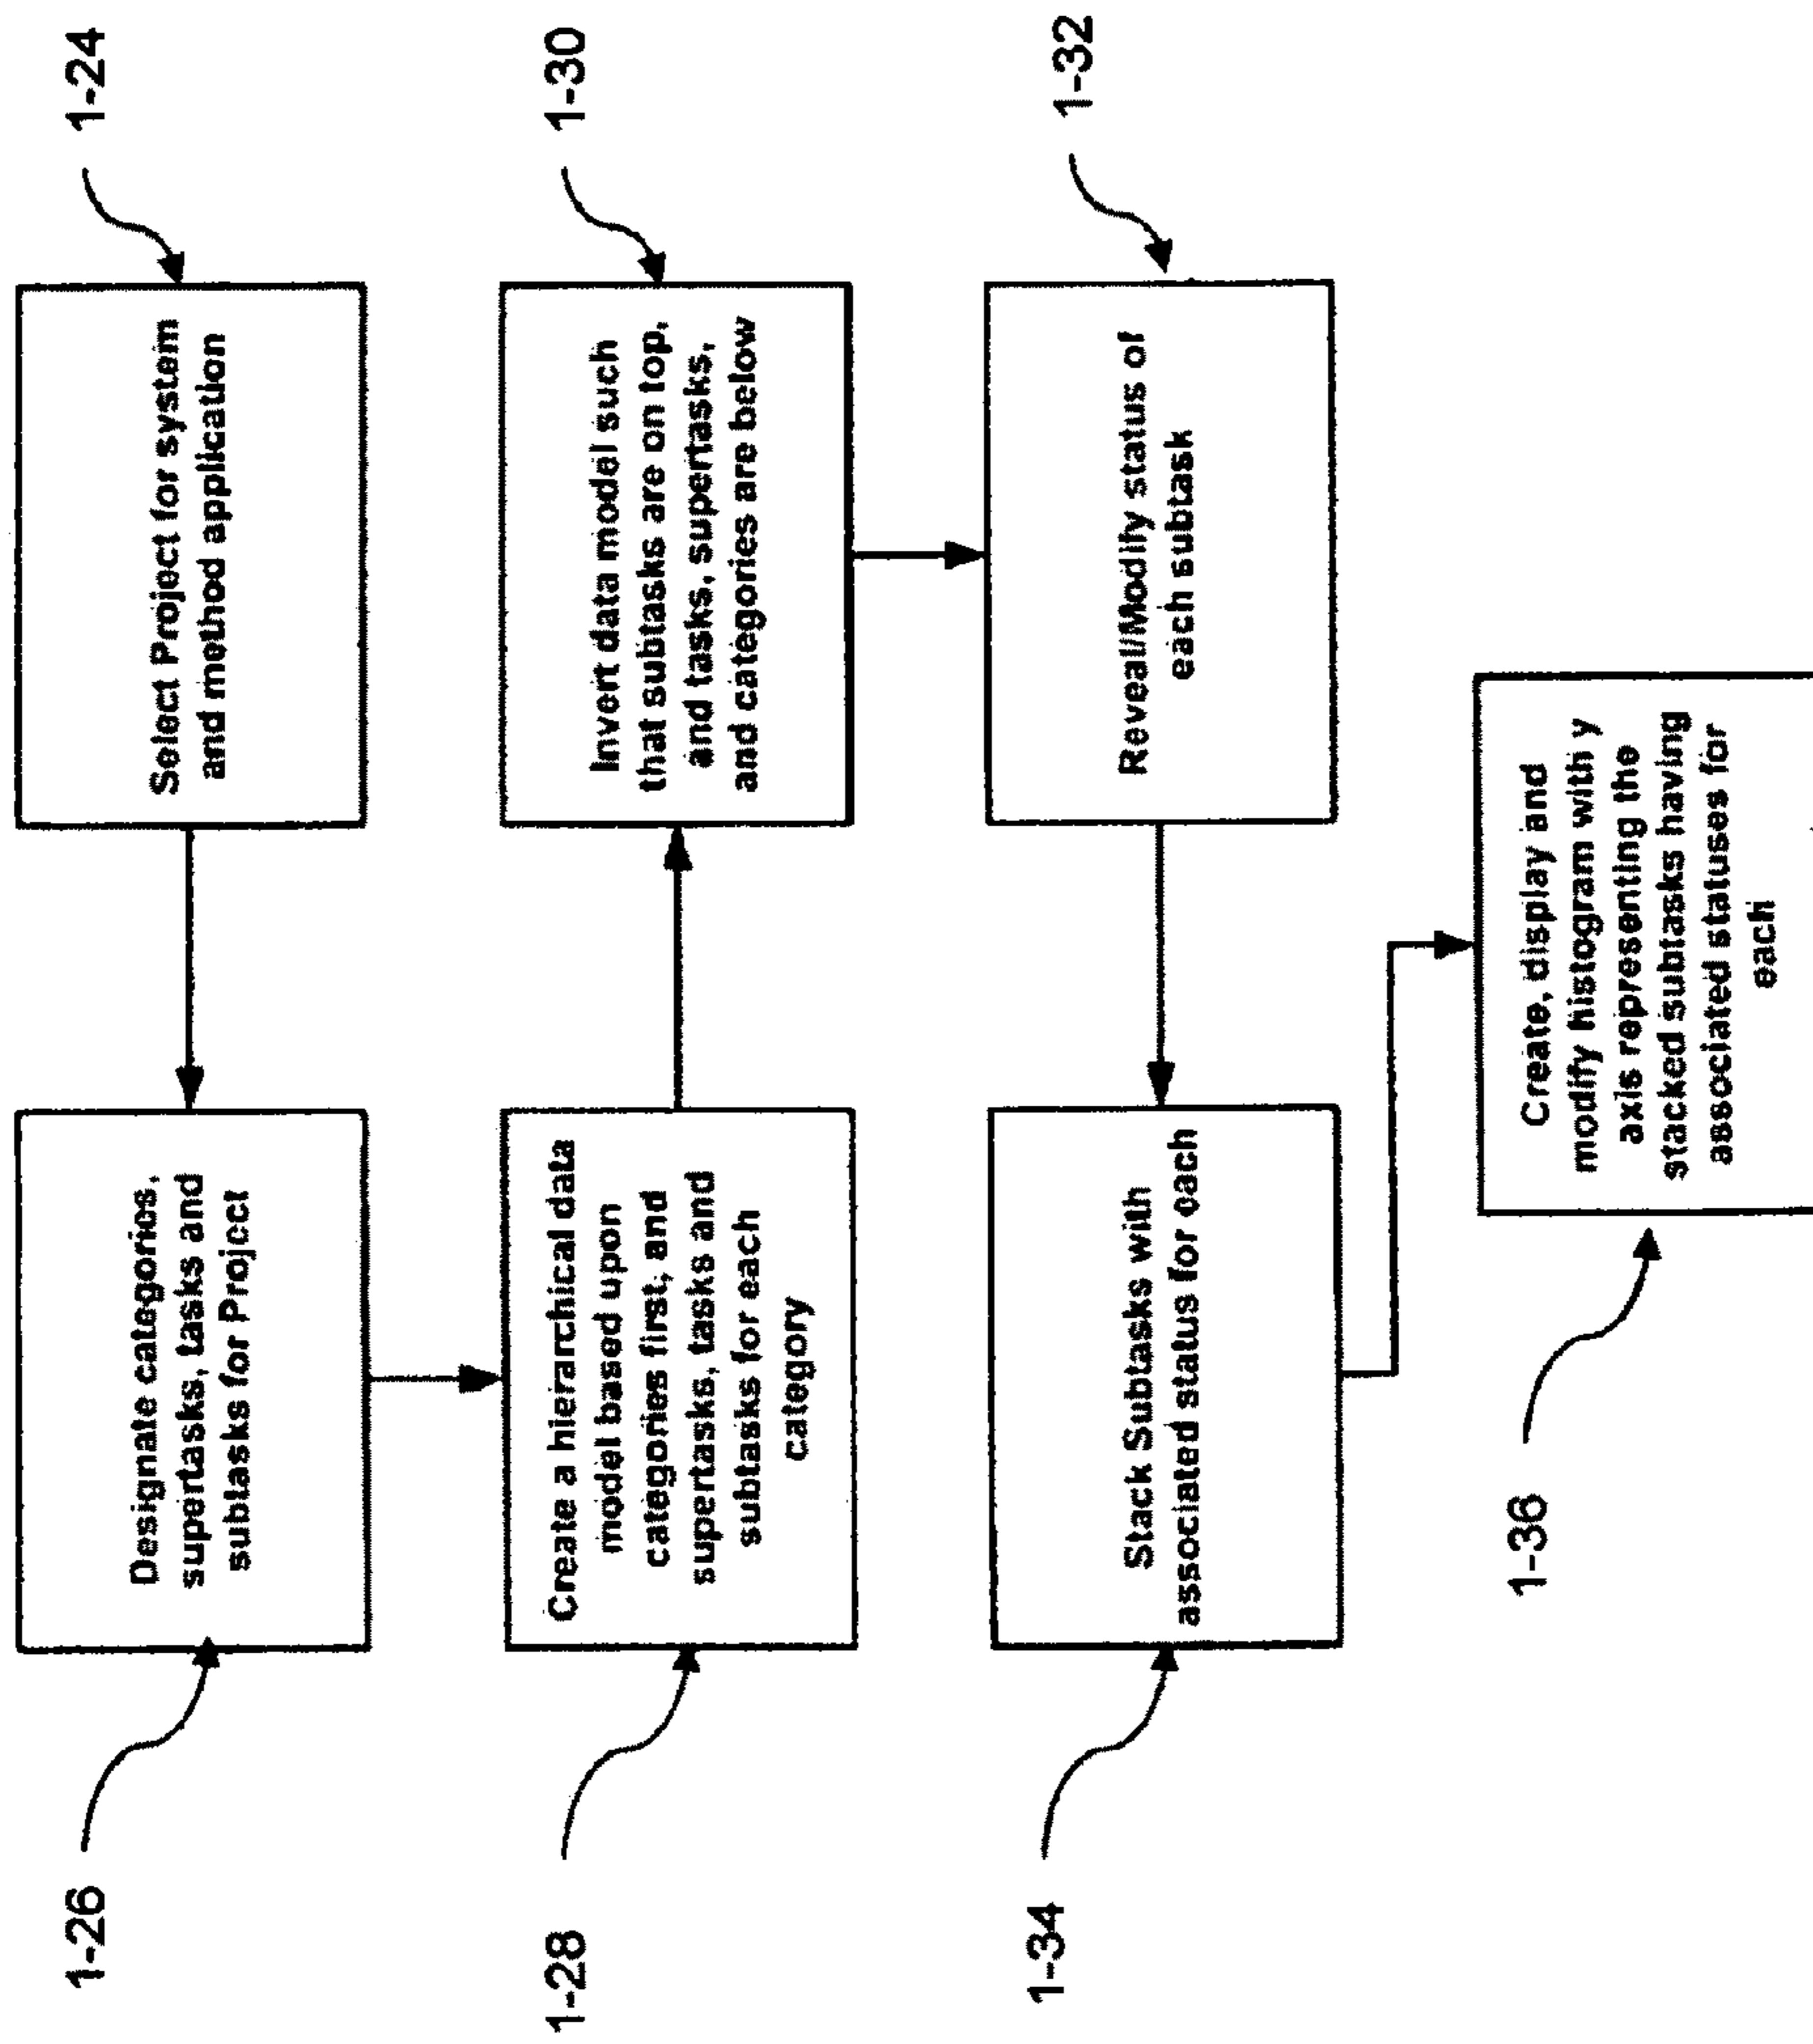 1-24
Select Project for system
and method application
1-26
Designate categories,
supertasks, tasks and
subtasks for Project
1-28
Create a hierarchical data
model based upon
categories first, and
supertasks, tasks and
subtasks for each
category
1-30
Invert data model such
that subtasks are on top,
and tasks, supertasks,
and categories are below
1-32
Reveal/Modify status of
each subtask
1-34
Stack Subtasks with
associated status for each
1-36
Create, display and
modify histogram with y
axis representing the
stacked subtasks having
associated statuses for
each